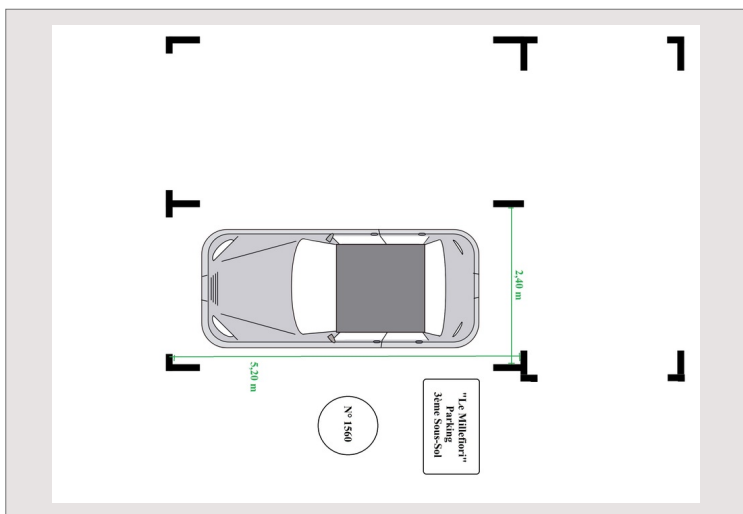 2,40 m
5,20 m
"Le Millefiori"
Parking
3ème Sous-Sol
N° 1560